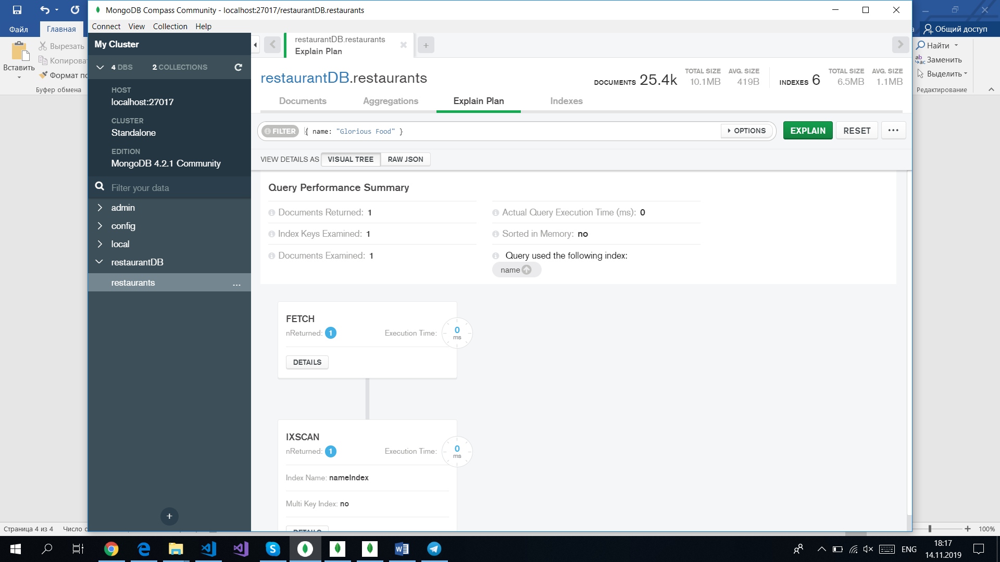 MongoDB Compass Community - localhost:27017/restaurantDB.restaurants
Connect View Collection Help
Файл
Главная
Общий доступ
Вставить
Вырезать
Копирова
Формат по
Буфер обмена
Найти
Заменить
Выделить
Редактирование
My Cluster
4 DBS 2 COLLECTIONS
HOST
localhost:27017
CLUSTER
Standalone
EDITION
MongoDB 4.2.1 Community
Filter your data
admin
config
local
restaurantDB
restaurants ...
restaurantDB.restaurants
Explain Plan
restaurantDB.restaurants
DOCUMENTS 25.4k
TOTAL SIZE
10.1MB
AVG. SIZE
419B
INDEXES 6
TOTAL SIZE
6.5MB
AVG. SIZE
1.1MB
Documents Aggregations Explain Plan Indexes
FILTER { name: "Glorious Food" }
OPTIONS
EXPLAIN
RESET
VIEW DETAILS AS VISUAL TREE RAW JSON
Query Performance Summary
Documents Returned: 1
Index Keys Examined: 1
Documents Examined: 1
Actual Query Execution Time (ms): 0
Sorted in Memory: no
Query used the following index:
name
FETCH
nReturned: 1 Execution Time: 0 ms
DETAILS
IXSCAN
nReturned: 1 Execution Time: 0 ms
Index Name: nameIndex
Multi Key Index: no
DETAILS
Страница 4 из 4 Число с
100%
ENG
18:17
14.11.2019